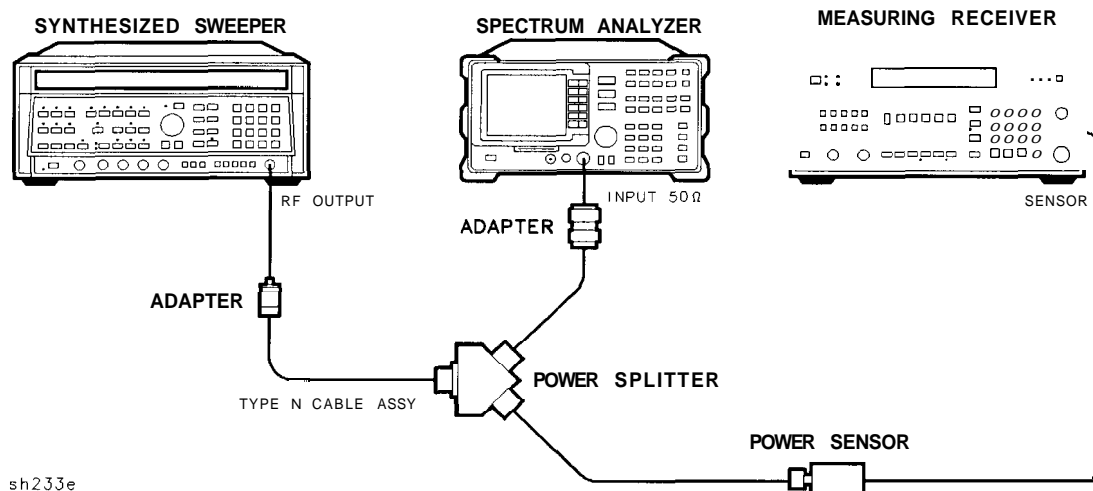 SYNTHESIZED SWEEPER
SPECTRUM ANALYZER
MEASURING RECEIVER
RF OUTPUT
INPUT 50Ω
SENSOR
ADAPTER
ADAPTER
POWER SPLITTER
TYPE N CABLE ASSY
POWER SENSOR
sh233e